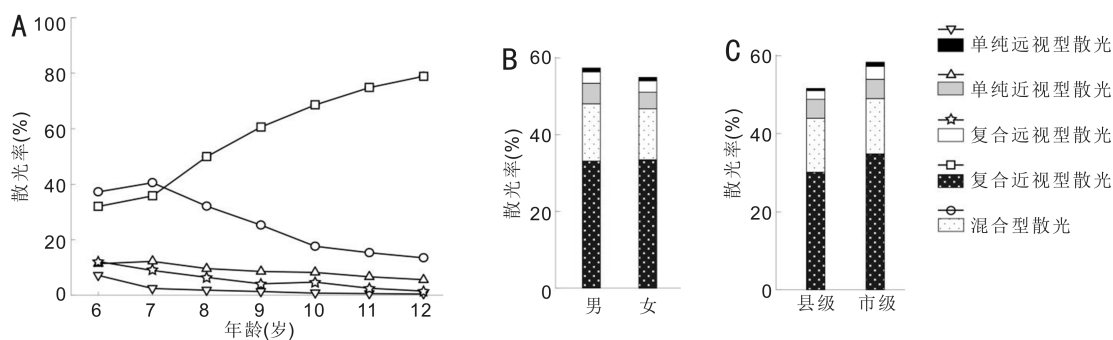 A
100
80
60
40
20
0
散光率(%)
6 7 8 9 10 11 12
年龄(岁)
B
60
40
20
0
散光率(%)
男 女
C
60
40
20
0
散光率(%)
县级 市级
单纯远视型散光
单纯近视型散光
复合远视型散光
复合近视型散光
混合型散光